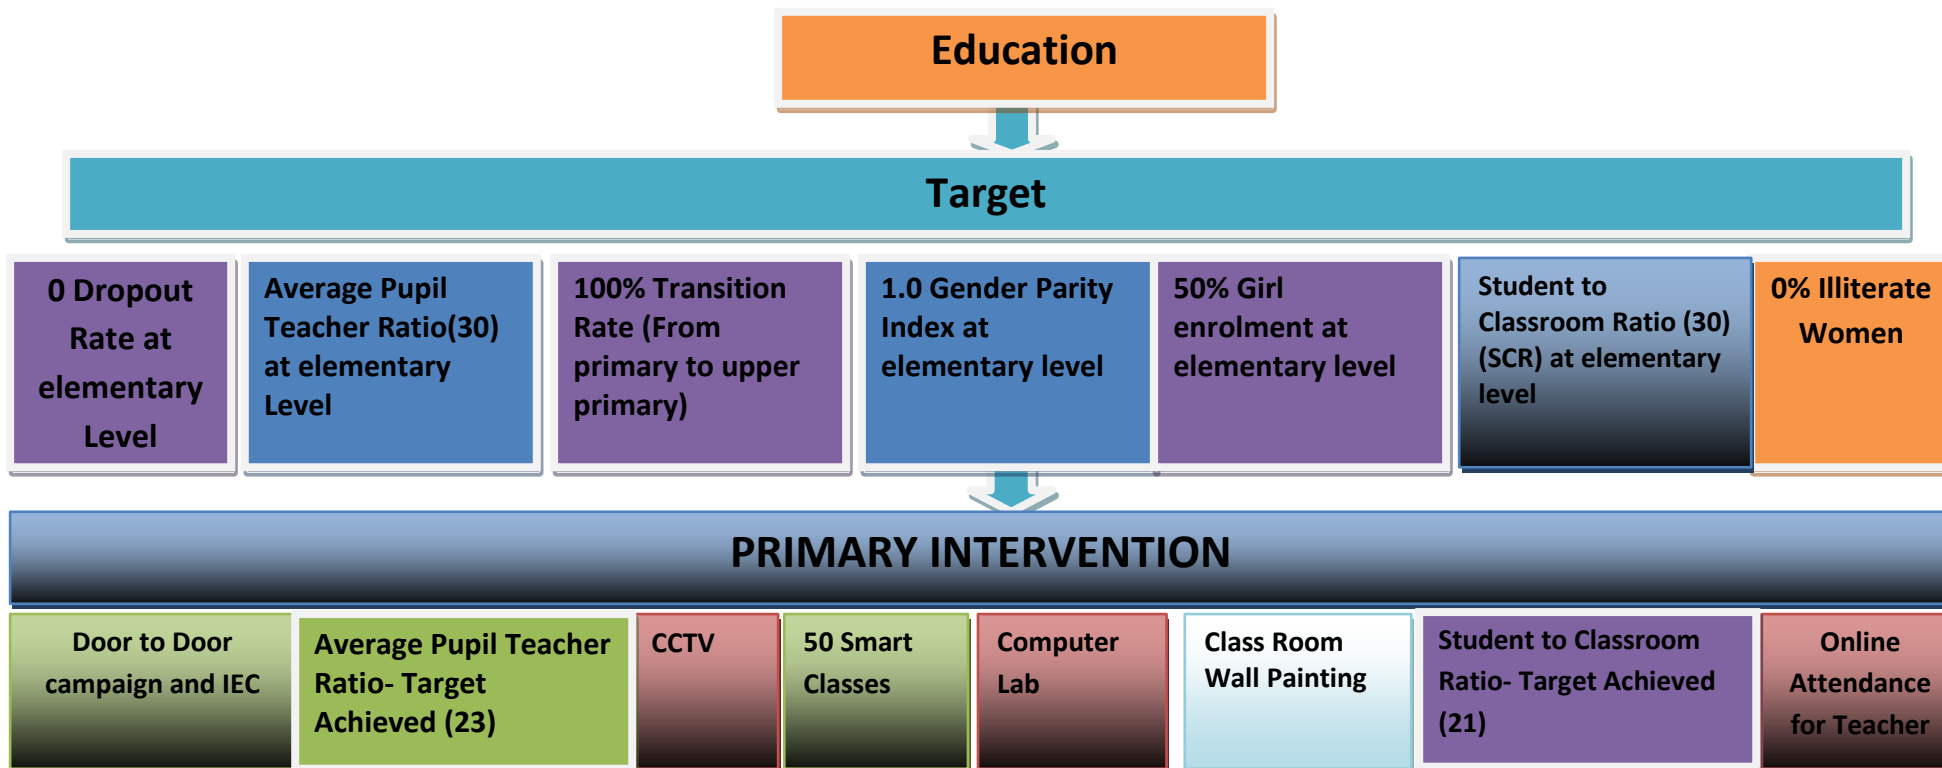 Education
Target
0 Dropout
Rate at
elementary
Level
Average Pupil
Teacher Ratio(30)
at elementary
Level
100% Transition
Rate (From
primary to upper
primary)
1.0 Gender Parity
Index at
elementary level
50% Girl
enrolment at
elementary level
Student to
Classroom Ratio (30)
(SCR) at elementary
level
0% Illiterate
Women
PRIMARY INTERVENTION
Door to Door
campaign and IEC
Average Pupil Teacher
Ratio- Target
Achieved (23)
CCTV
50 Smart
Classes
Computer
Lab
Class Room
Wall Painting
Student to Classroom
Ratio- Target Achieved
(21)
Online
Attendance
for Teacher